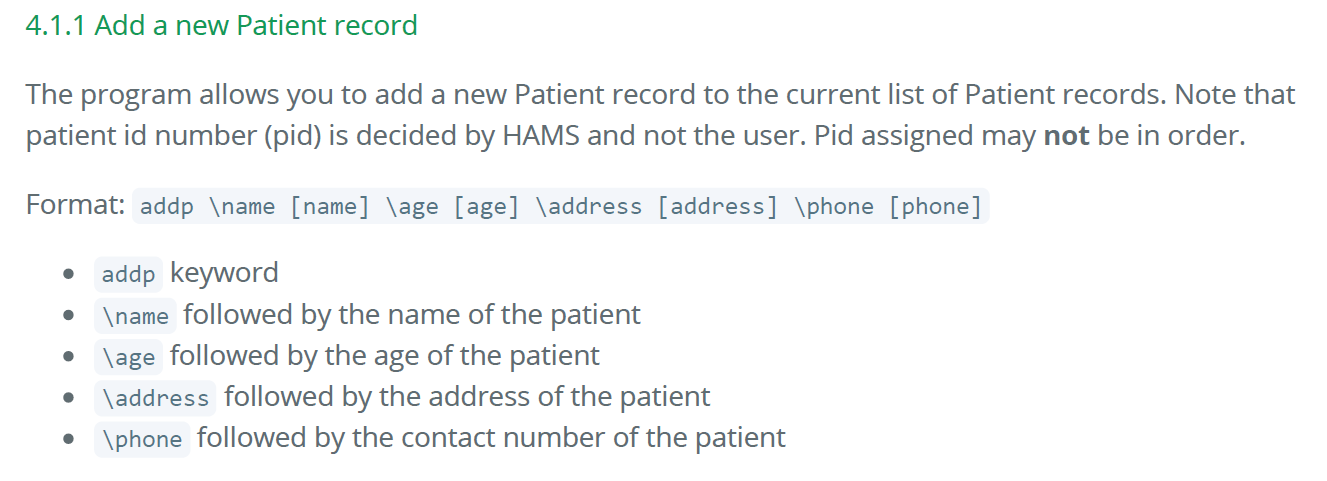 4.1.1 Add a new Patient record
The program allows you to add a new Patient record to the current list of Patient records. Note that
patient id number (pid) is decided by HAMS and not the user. Pid assigned may not be in order.
Format: addp \name [name] \age [age] \address [address] \phone [phone]
• addp keyword
• \name followed by the name of the patient
• \age followed by the age of the patient
• \address followed by the address of the patient
• \phone followed by the contact number of the patient